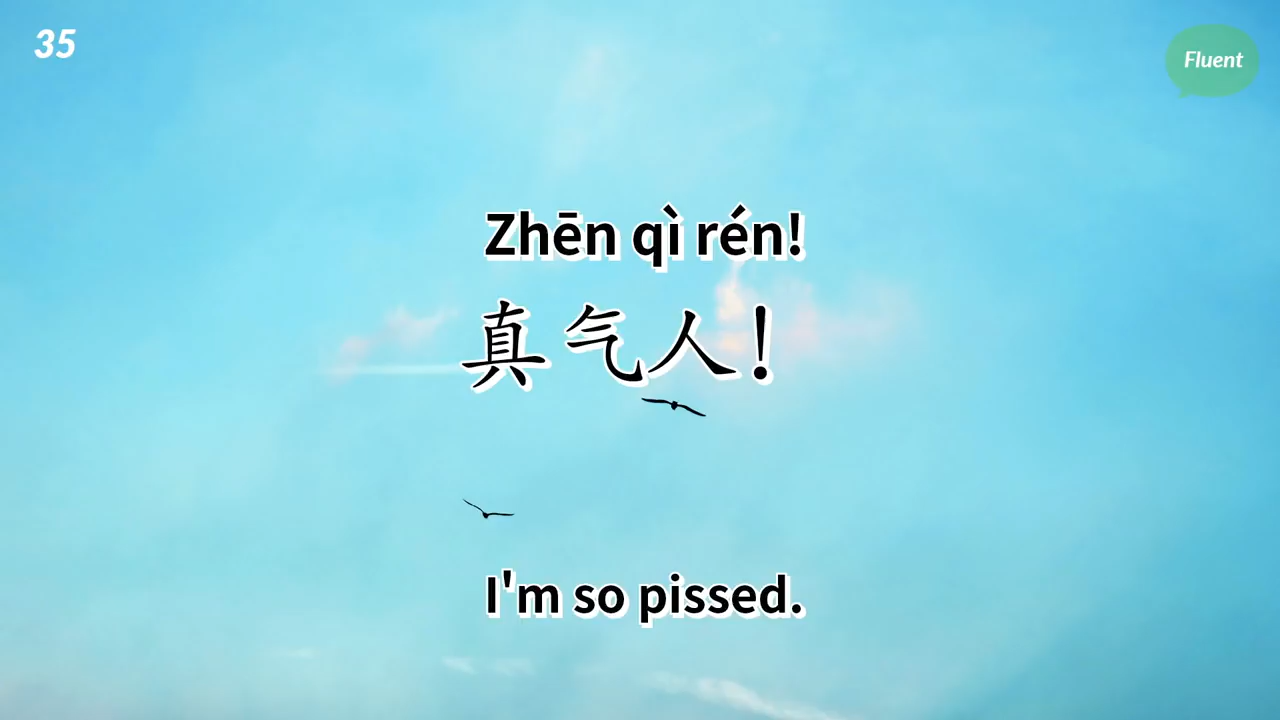 35
Fluent
Zhēn qì rén!
真气人!
I'm so pissed.